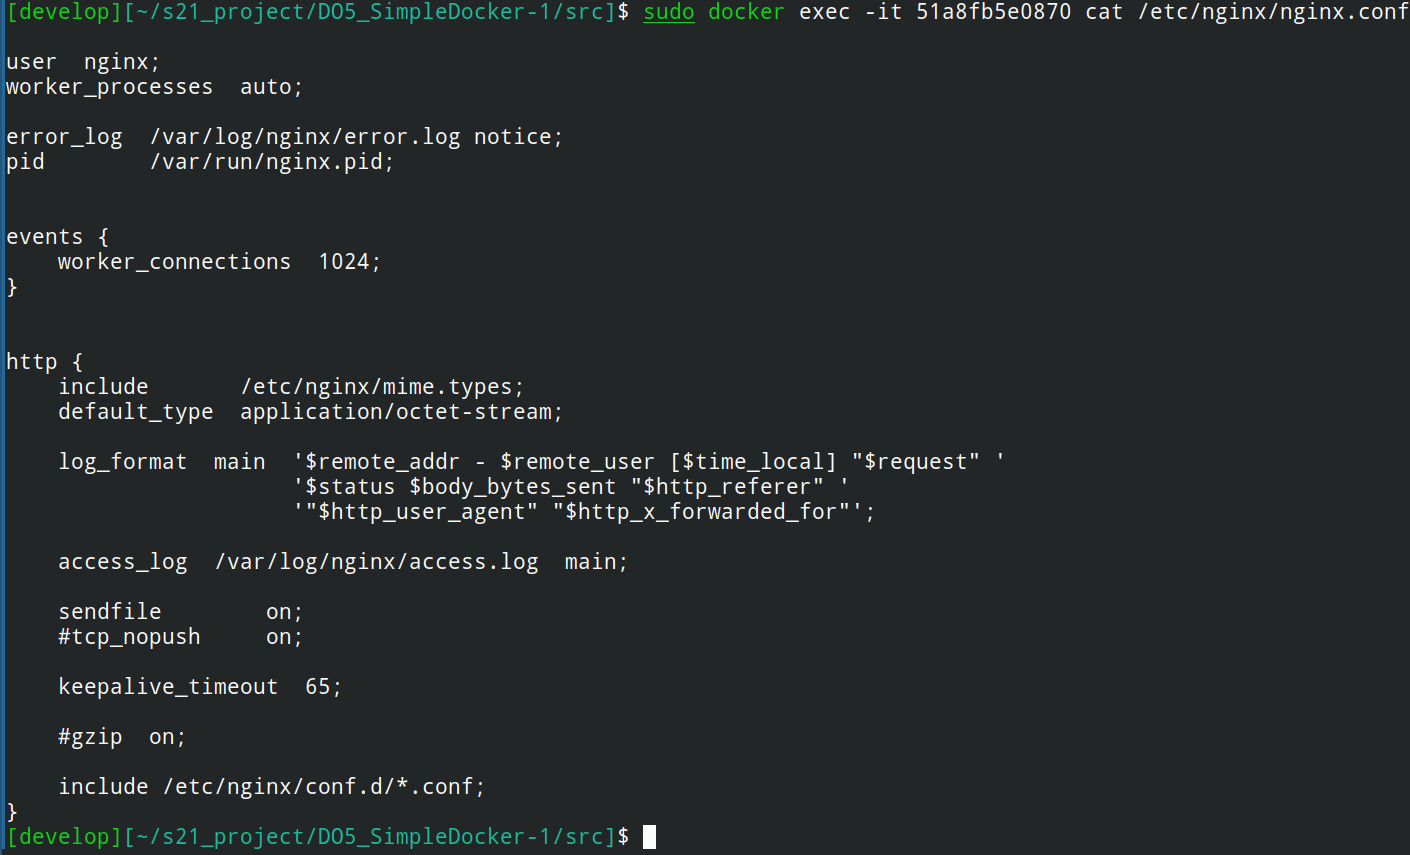 [develop][~/s21_project/DO5_SimpleDocker-1/src]$ sudo docker exec -it 51a8fb5e0870 cat /etc/nginx/nginx.conf
user  nginx;
worker_processes  auto;
error_log  /var/log/nginx/error.log notice;
pid        /var/run/nginx.pid;
events {
    worker_connections  1024;
}
http {
    include       /etc/nginx/mime.types;
    default_type  application/octet-stream;
    log_format  main  '$remote_addr - $remote_user [$time_local] "$request" '
                      '$status $body_bytes_sent "$http_referer" '
                      '"$http_user_agent" "$http_x_forwarded_for"';
    access_log  /var/log/nginx/access.log  main;
    sendfile        on;
    #tcp_nopush     on;
    keepalive_timeout  65;
    #gzip  on;
    include /etc/nginx/conf.d/*.conf;
}
[develop][~/s21_project/DO5_SimpleDocker-1/src]$